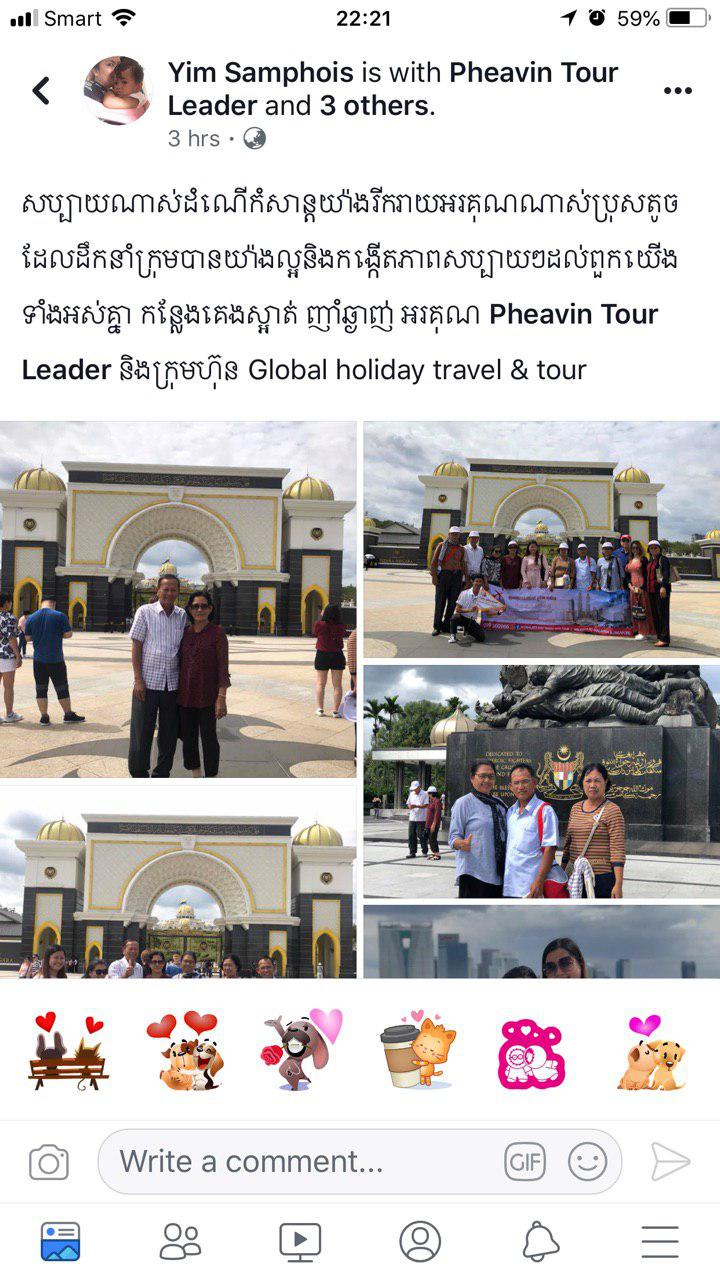 Smart 22:21 59%
Yim Samphois is with Pheavin Tour
Leader and 3 others.
3 hrs ·
សប្បាយណាស់ដំណើកំសាន្តយ៉ាងរីករាយអរគុណណាស់ប្រុសតូច
ដែលដឹកនាំក្រុមបានយ៉ាងល្អនិងកង្កើតភាពសប្បាយៗដល់ពួកយើង
ទាំងអស់គ្នា កន្លែងគេងស្អាត់ ញ៉ាំឆ្ងាញ់ អរគុណ Pheavin Tour
Leader និងក្រុមហ៊ុន Global holiday travel & tour
DEDICATED TO
Write a comment...
GIF